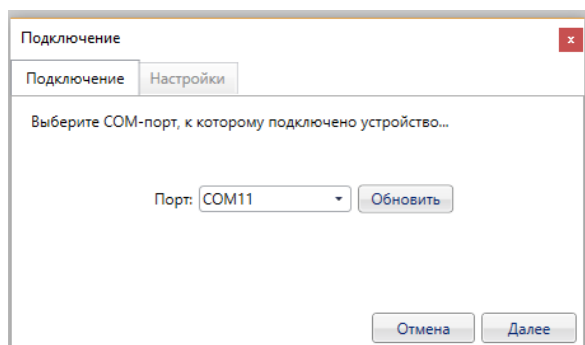 Подключение
x
Подключение Настройки
Выберите COM-порт, к которому подключено устройство...
Порт: COM11 Обновить
Отмена Далее